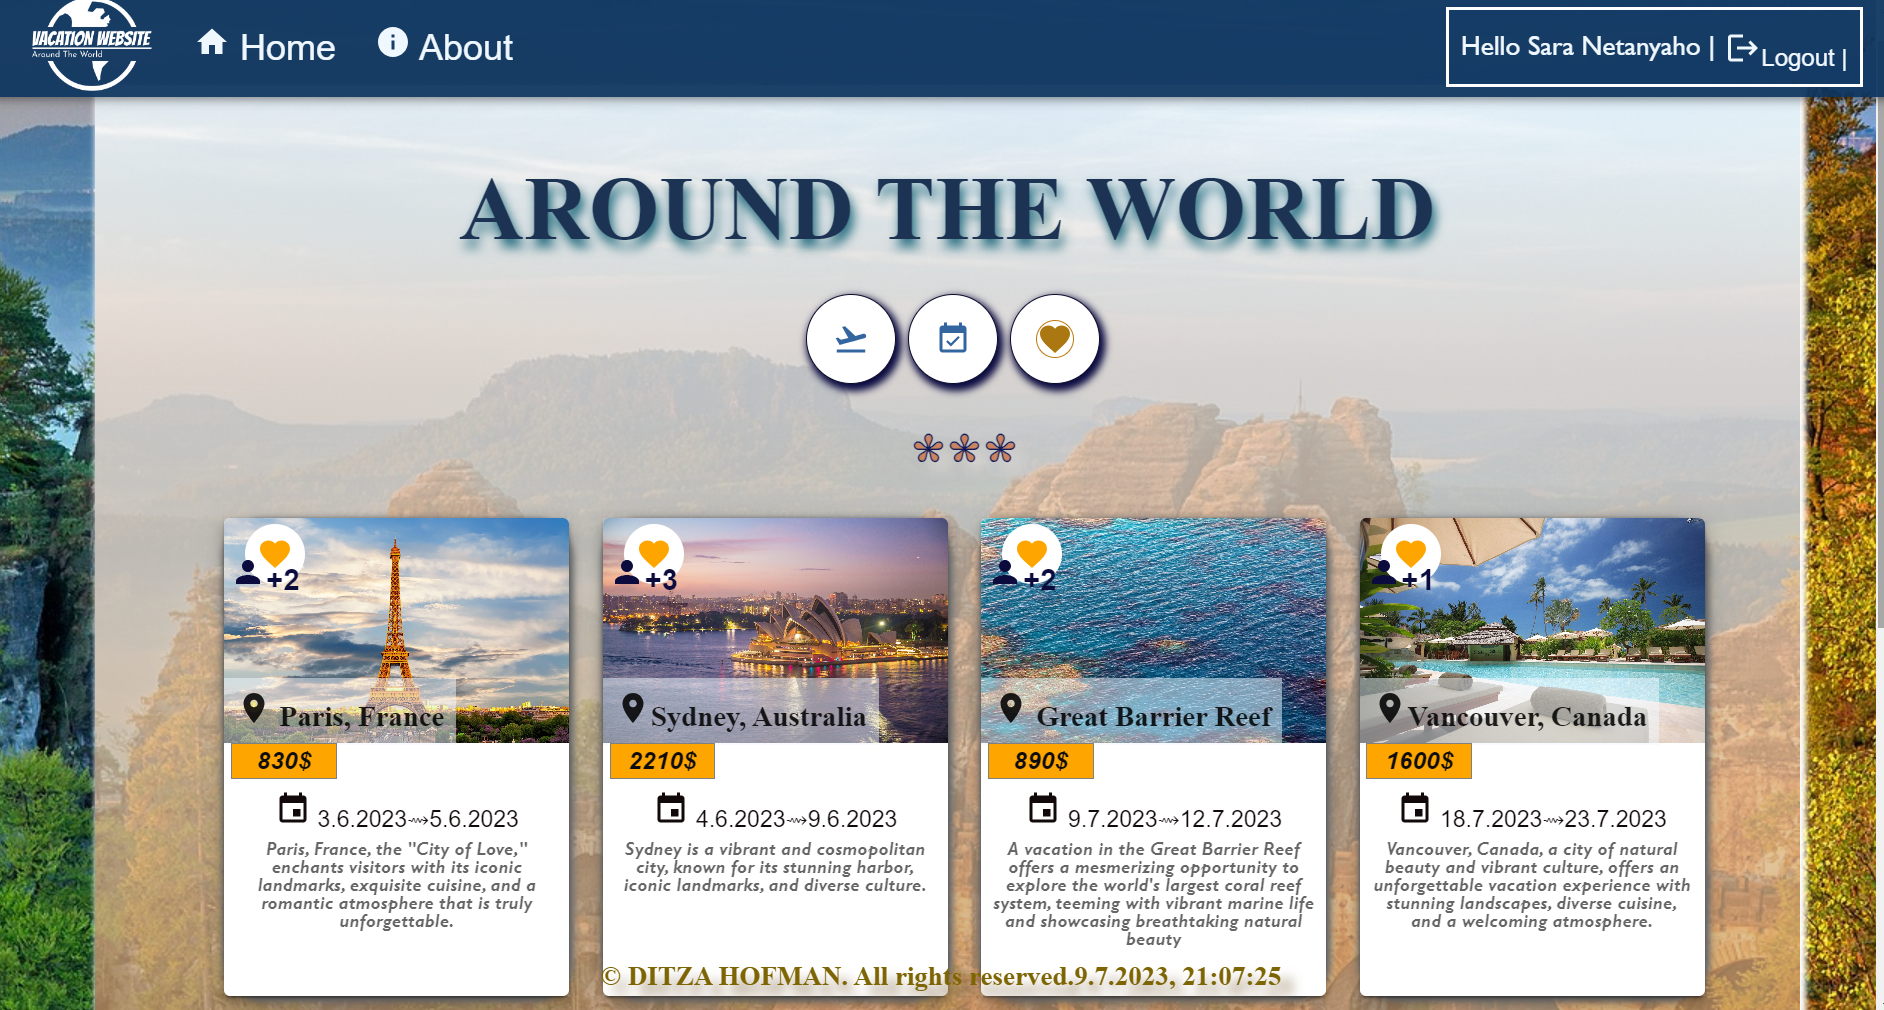 VACATION WEBSITE
Around The World
Home
About
Hello Sara Netanyaho |
Logout |
AROUND THE WORLD
+2
Paris, France
830$
3.6.2023⇝5.6.2023
Paris, France, the "City of Love,"
enchants visitors with its iconic
landmarks, exquisite cuisine, and a
romantic atmosphere that is truly
unforgettable.
+3
Sydney, Australia
2210$
4.6.2023⇝9.6.2023
Sydney is a vibrant and cosmopolitan
city, known for its stunning harbor,
iconic landmarks, and diverse culture.
+2
Great Barrier Reef
890$
9.7.2023⇝12.7.2023
A vacation in the Great Barrier Reef
offers a mesmerizing opportunity to
explore the world's largest coral reef
system, teeming with vibrant marine life
and showcasing breathtaking natural
beauty
+1
Vancouver, Canada
1600$
18.7.2023⇝23.7.2023
Vancouver, Canada, a city of natural
beauty and vibrant culture, offers an
unforgettable vacation experience with
stunning landscapes, diverse cuisine,
and a welcoming atmosphere.
© DITZA HOFMAN. All rights reserved.9.7.2023, 21:07:25